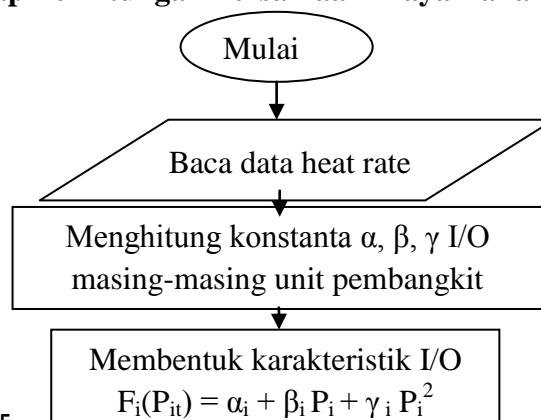 Mulai
Baca data heat rate
Menghitung konstanta α, β, γ I/O
masing-masing unit pembangkit
Membentuk karakteristik I/O
Fᵢ(Pᵢₜ) = αᵢ + βᵢ Pᵢ + γ ᵢ Pᵢ²